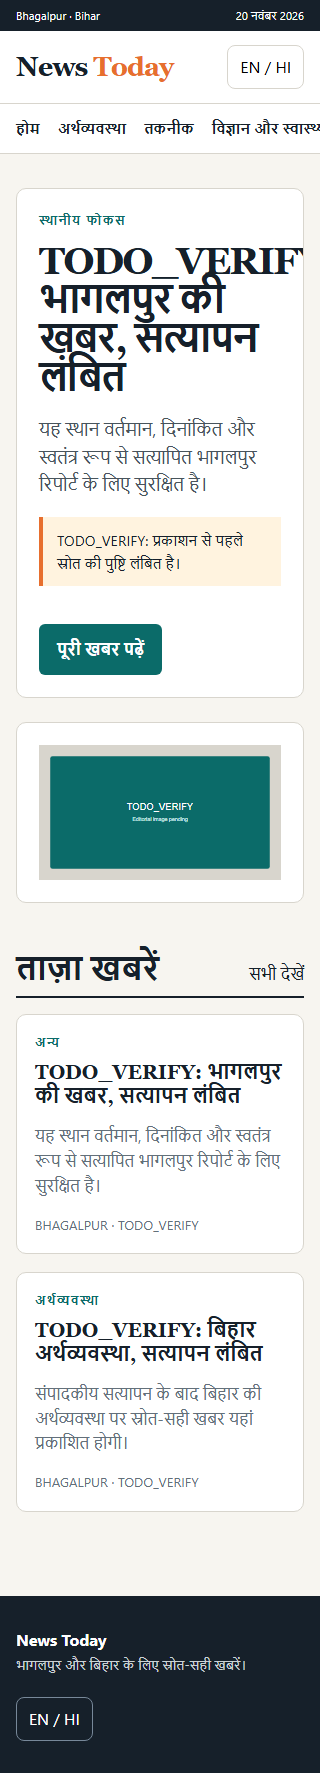 Bhagalpur · Bihar
20 नवंबर 2026
News Today
EN / HI
होम अर्थव्यवस्था तकनीक विज्ञान और
स्थानीय फोकस
भागलपुर की
खबर, सत्यापन
लंबित
यह स्थान वर्तमान, दिनांकित और
स्वतंत्र रूप से सत्यापित भागलपुर
रिपोर्ट के लिए सुरक्षित है।
TODO_VERIFY: प्रकाशन से पहले
स्रोत की पुष्टि लंबित है।
पूरी खबर पढ़ें
TODO_VERIFY
Editorial image pending
ताज़ा खबरें
सभी देखें
अन्य
TODO_VERIFY: भागलपुर
की खबर, सत्यापन लंबित
यह स्थान वर्तमान, दिनांकित और स्वतंत्र
रूप से सत्यापित भागलपुर रिपोर्ट के लिए
सुरक्षित है।
BHAGALPUR · TODO_VERIFY
अर्थव्यवस्था
TODO_VERIFY: बिहार
अर्थव्यवस्था, सत्यापन लंबित
संपादकीय सत्यापन के बाद बिहार की
अर्थव्यवस्था पर स्रोत-सही खबर यहां
प्रकाशित होगी।
BHAGALPUR · TODO_VERIFY
News Today
भागलपुर और बिहार के लिए स्रोत-सही खबरें।
EN / HI